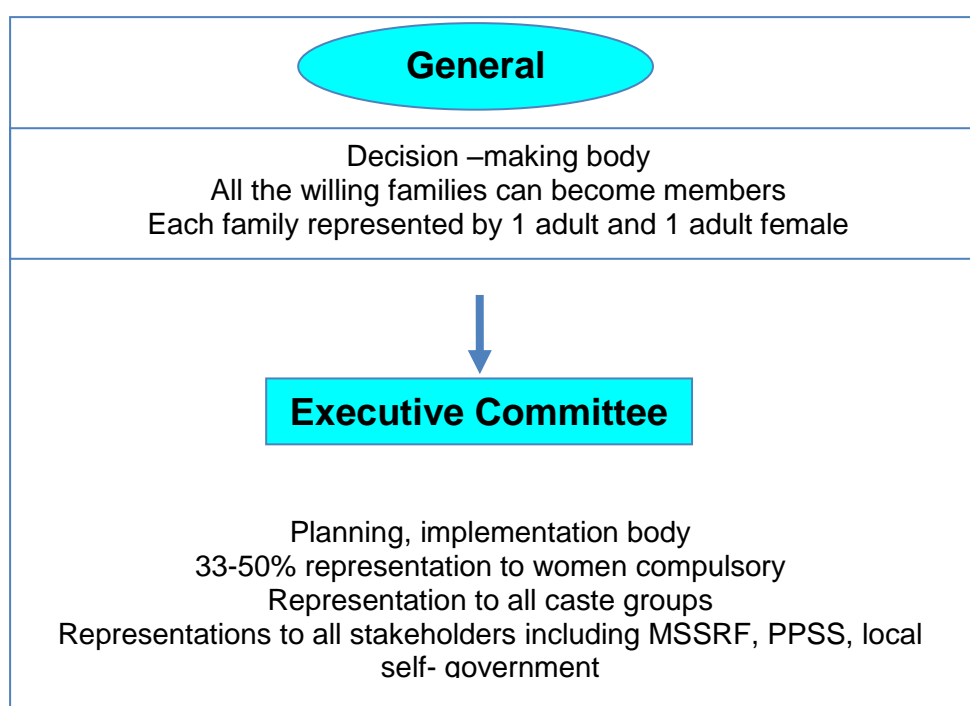 General
Decision –making body
All the willing families can become members
Each family represented by 1 adult and 1 adult female
Executive Committee
Planning, implementation body
33-50% representation to women compulsory
Representation to all caste groups
Representations to all stakeholders including MSSRF, PPSS, local
self- government